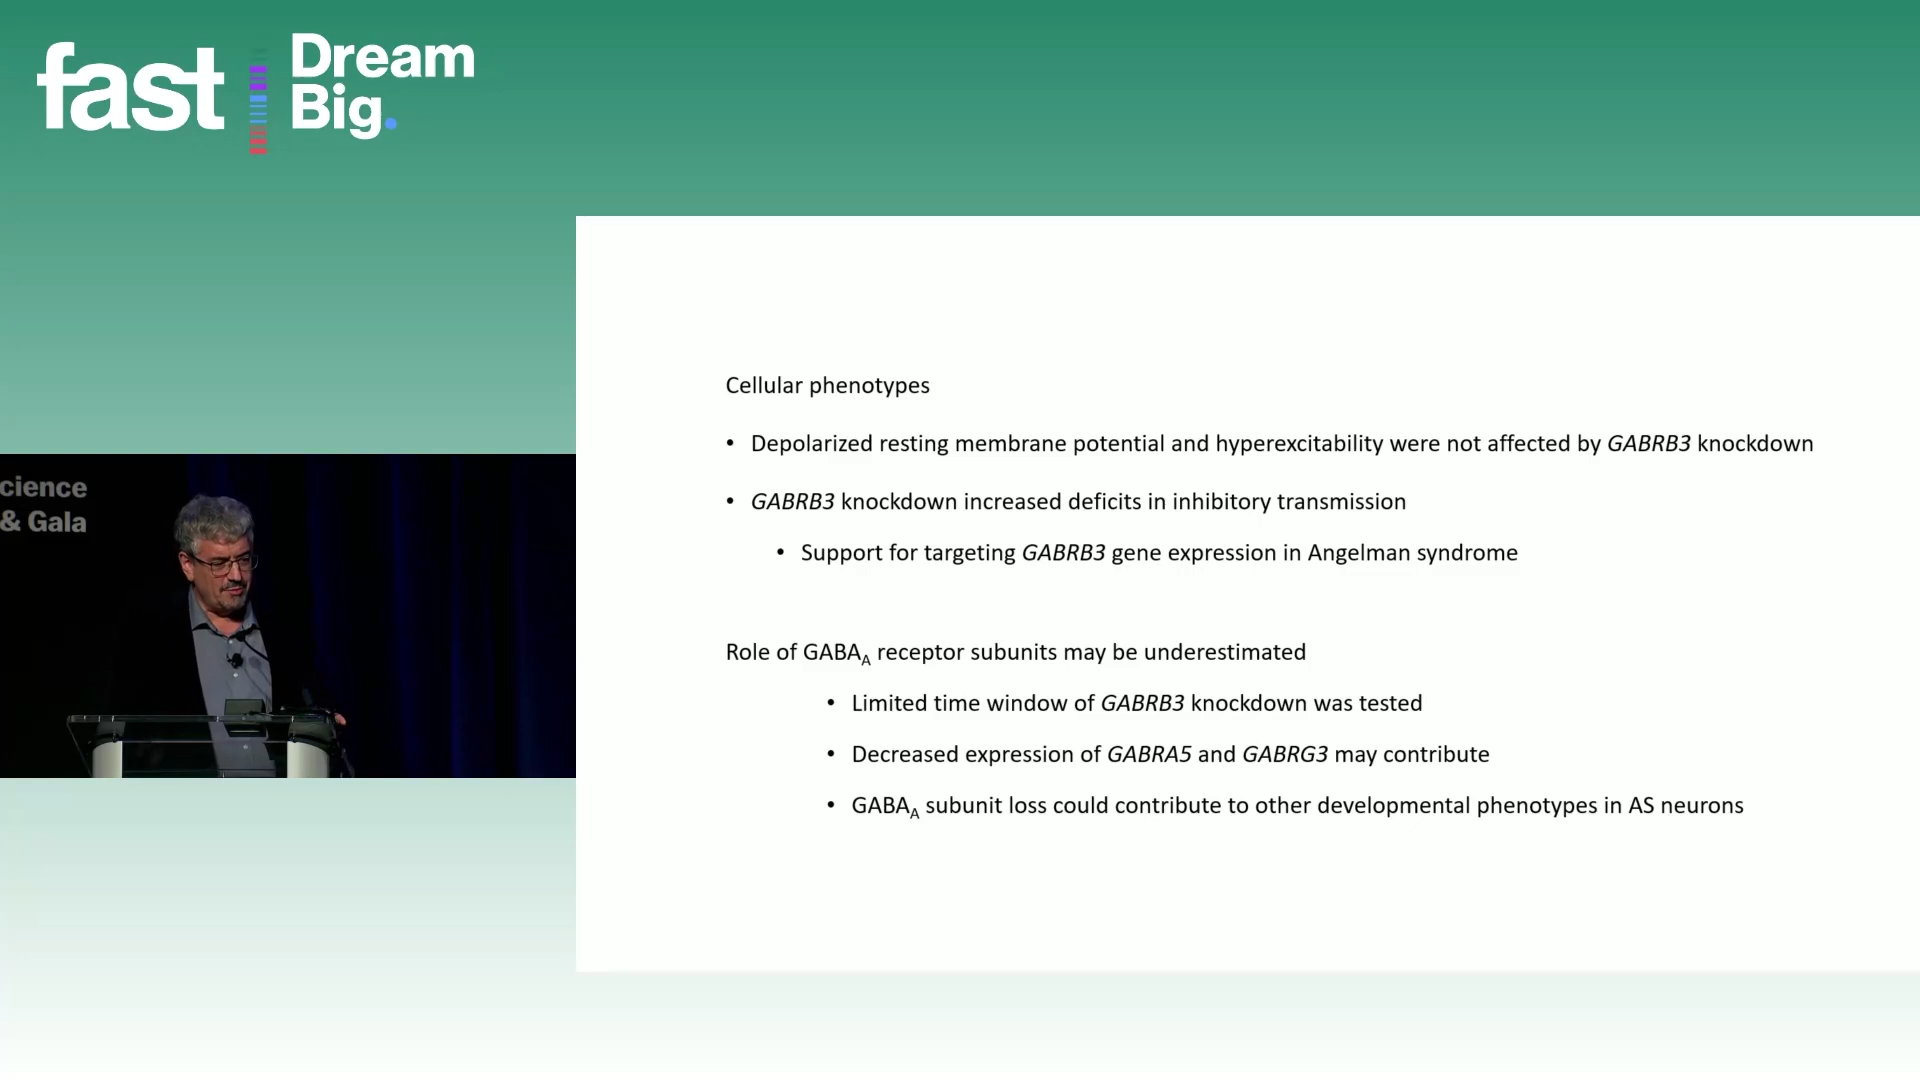 fast
Dream
Big.
cience
& Gala
Cellular phenotypes
• Depolarized resting membrane potential and hyperexcitability were not affected by GABRB3 knockdown
• GABRB3 knockdown increased deficits in inhibitory transmission
• Support for targeting GABRB3 gene expression in Angelman syndrome
Role of GABAA receptor subunits may be underestimated
• Limited time window of GABRB3 knockdown was tested
• Decreased expression of GABRA5 and GABRG3 may contribute
• GABAA subunit loss could contribute to other developmental phenotypes in AS neurons